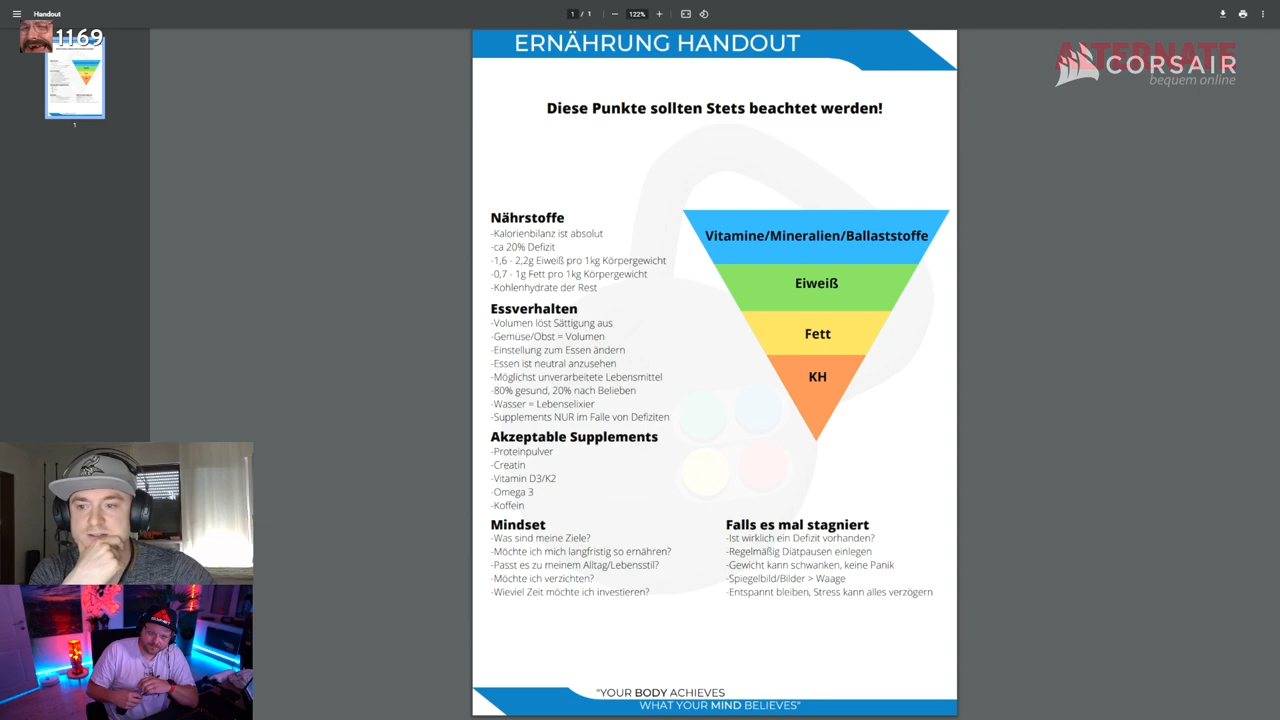 Handout
1 / 1
122%
1169
ERNÄHRUNG HANDOUT
ALTERNATE
CORSAIR
bequem online
1
Diese Punkte sollten Stets beachtet werden!
Nährstoffe
-Kalorienbilanz ist absolut
-ca 20% Defizit
-1,6 - 2,2g Eiweiß pro 1kg Körpergewicht
-0,7 - 1g Fett pro 1kg Körpergewicht
-Kohlenhydrate der Rest
Vitamine/Mineralien/Ballaststoffe
Eiweiß
Fett
KH
Essverhalten
-Volumen löst Sättigung aus
-Gemüse/Obst = Volumen
-Einstellung zum Essen ändern
-Essen ist neutral anzusehen
-Möglichst unverarbeitete Lebensmittel
-80% gesund, 20% nach Belieben
-Wasser = Lebenselixier
-Supplements NUR im Falle von Defiziten
Akzeptable Supplements
-Proteinpulver
-Creatin
-Vitamin D3/K2
-Omega 3
-Koffein
Mindset
-Was sind meine Ziele?
-Möchte ich mich langfristig so ernähren?
-Passt es zu meinem Alltag/Lebensstil?
-Möchte ich verzichten?
-Wieviel Zeit möchte ich investieren?
Falls es mal stagniert
-Ist wirklich ein Defizit vorhanden?
-Regelmäßig Diätpausen einlegen
-Gewicht kann schwanken, keine Panik
-Spiegelbild/Bilder > Waage
-Entspannt bleiben, Stress kann alles verzögern
"YOUR BODY ACHIEVES
WHAT YOUR MIND BELIEVES"